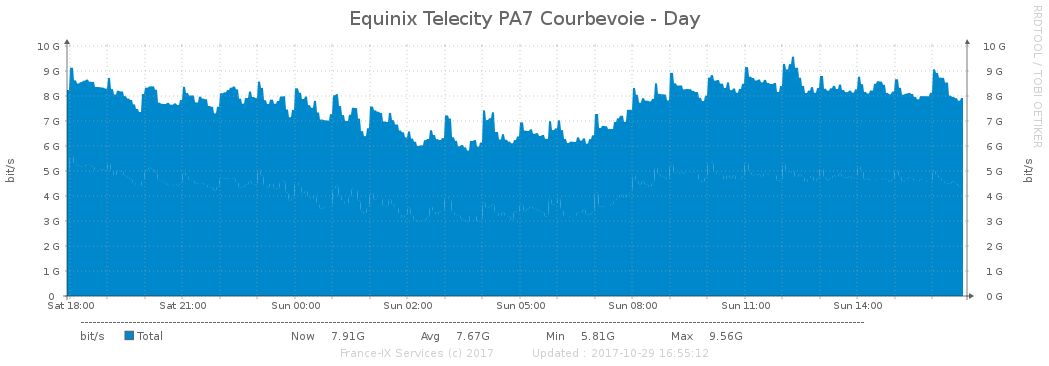 Equinix Telecity PA7 Courbevoie - Day
RRDTOOL / TOBI OETIKER
10 G 10 G
9 G 9 G
8 G 8 G
7 G 7 G
6 G 6 G
5 G 5 G
4 G 4 G
3 G 3 G
2 G 2 G
1 G 1 G
0 0 G
bit/s
bit/s
Sat 18:00 Sat 21:00 Sun 00:00 Sun 02:00 Sun 05:00 Sun 08:00 Sun 11:00 Sun 14:00
bit/s Total Now 7.91G Avg 7.67G Min 5.81G Max 9.56G
France-IX Services (c) 2017 Updated : 2017-10-29 16:55:12